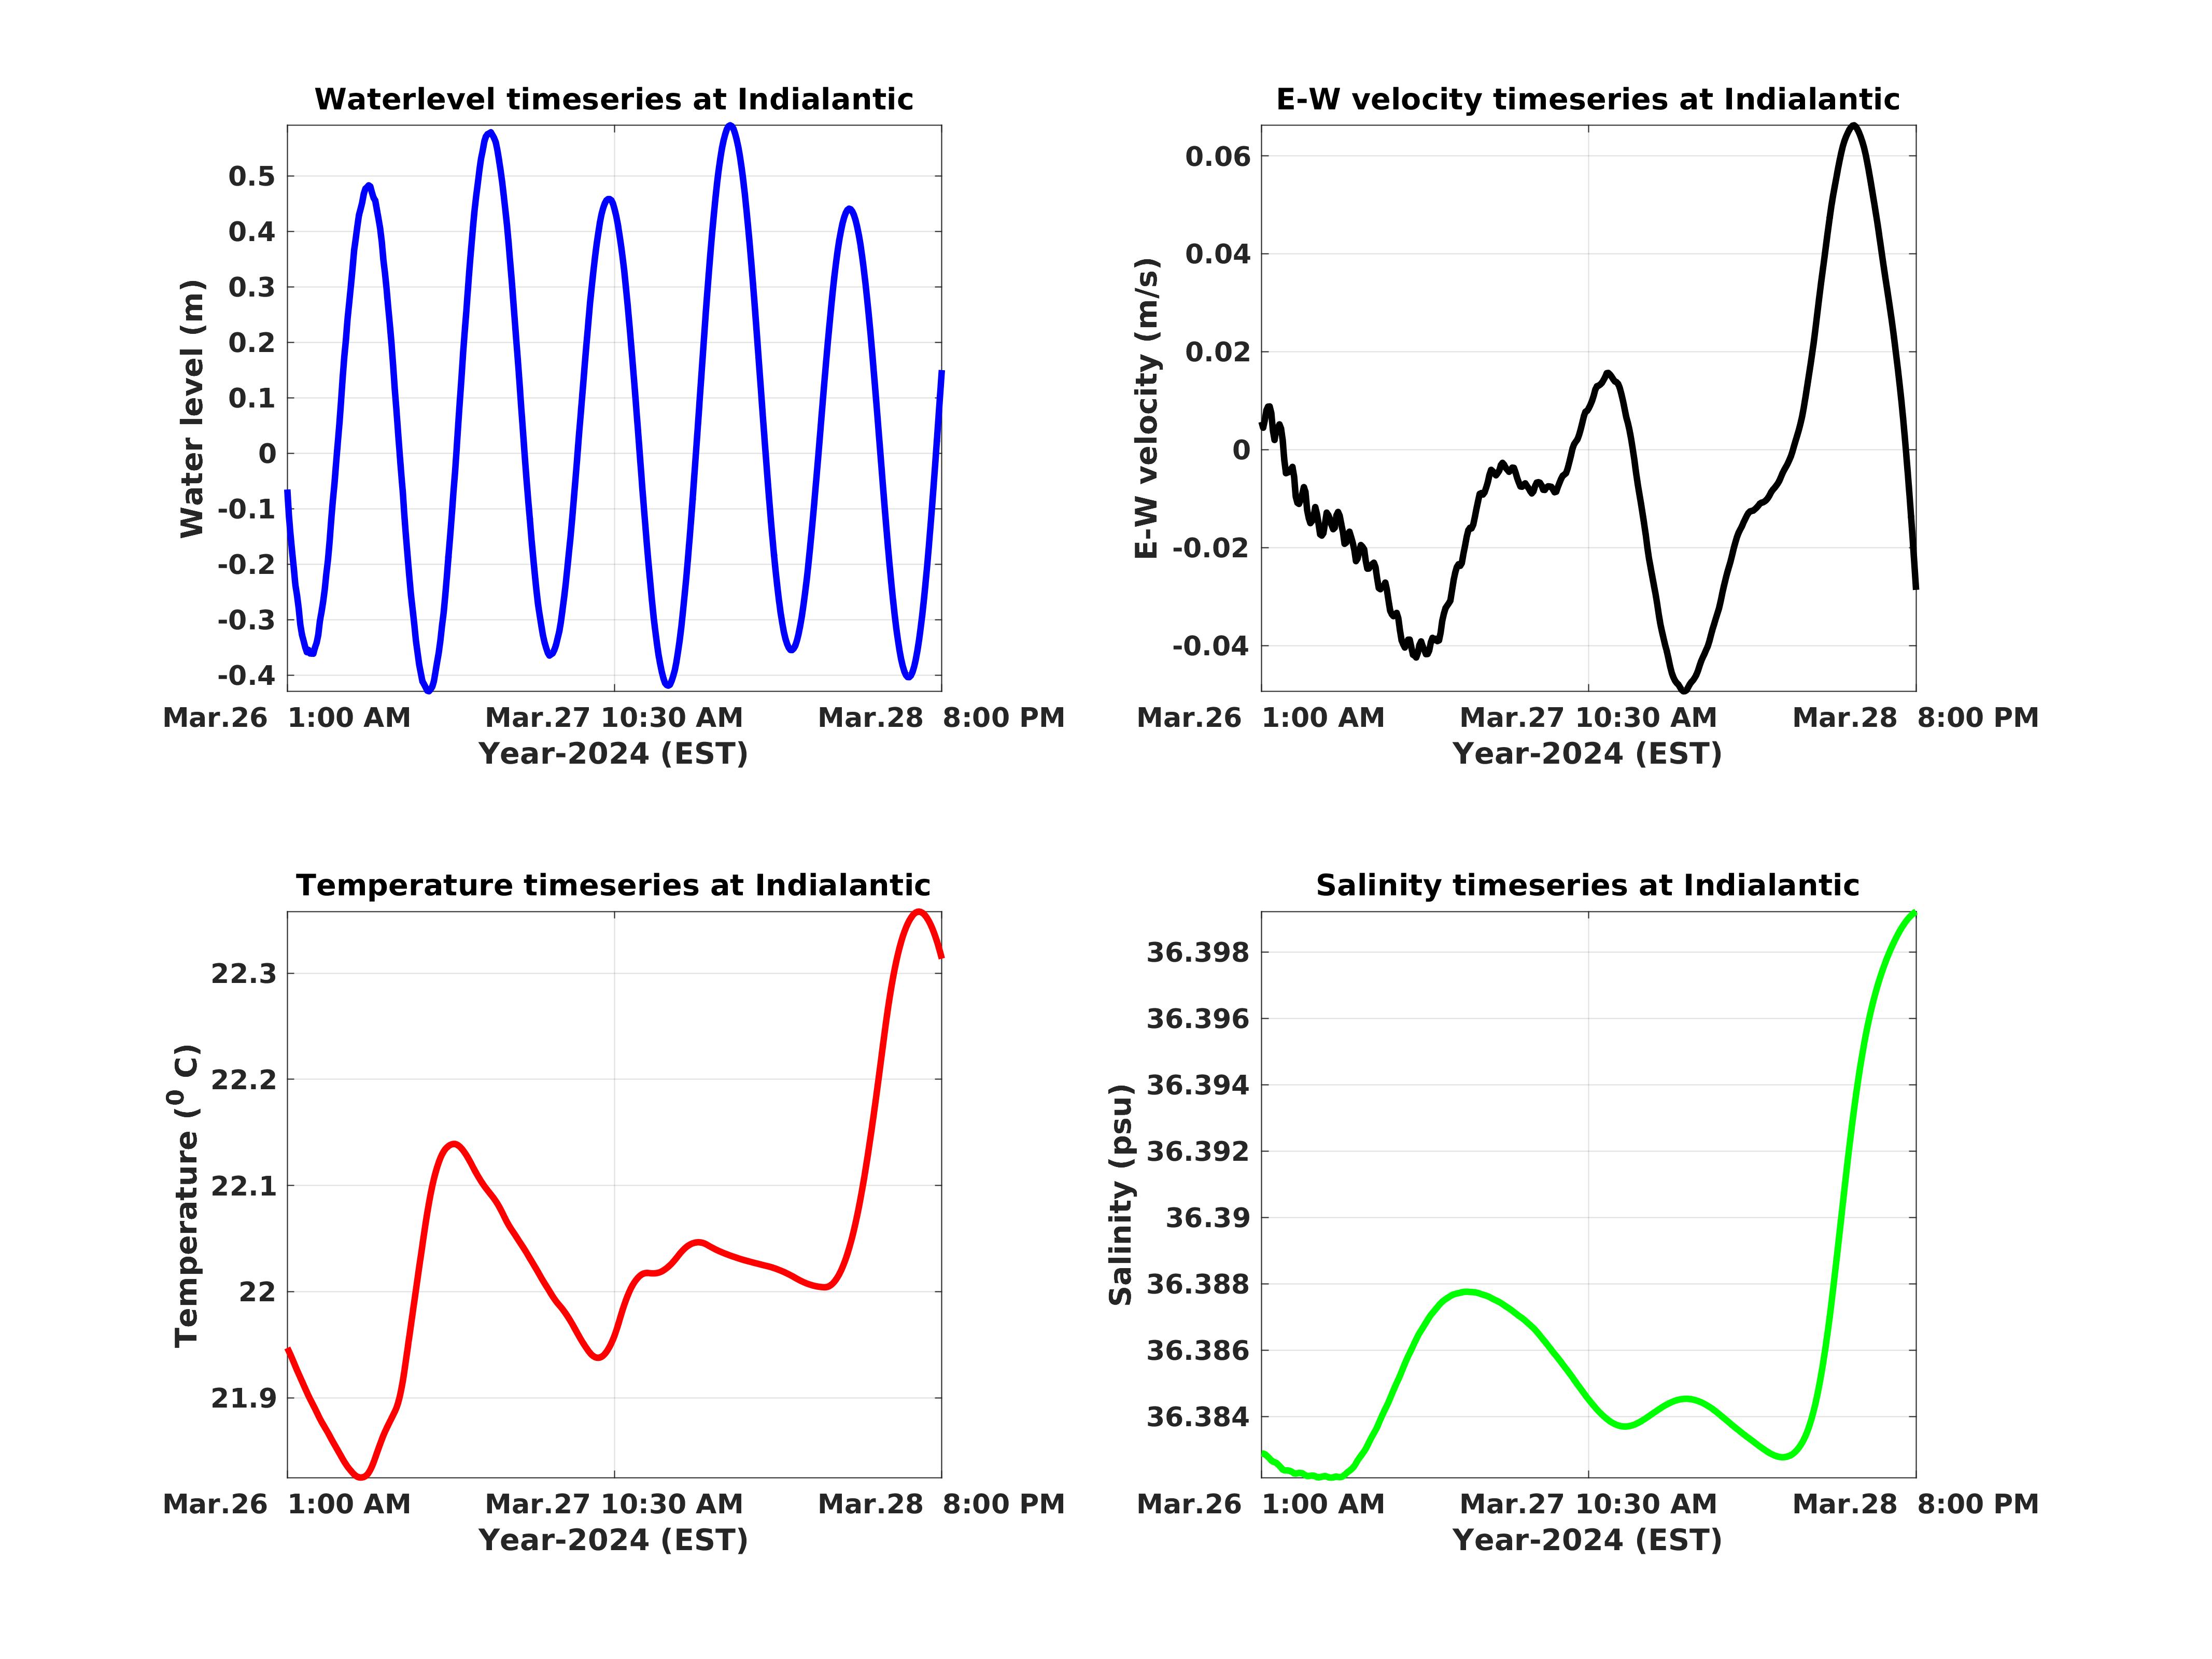 Waterlevel timeseries at Indialantic
Water level (m)
0.5
0.4
0.3
0.2
0.1
0
-0.1
-0.2
-0.3
-0.4
Mar.26 1:00 AM Mar.27 10:30 AM Mar.28 8:00 PM
Year-2024 (EST)
E-W velocity timeseries at Indialantic
E-W velocity (m/s)
0.06
0.04
0.02
0
-0.02
-0.04
Mar.26 1:00 AM Mar.27 10:30 AM Mar.28 8:00 PM
Year-2024 (EST)
Temperature timeseries at Indialantic
Temperature (⁰ C)
22.3
22.2
22.1
22
21.9
Mar.26 1:00 AM Mar.27 10:30 AM Mar.28 8:00 PM
Year-2024 (EST)
Salinity timeseries at Indialantic
Salinity (psu)
36.398
36.396
36.394
36.392
36.39
36.388
36.386
36.384
Mar.26 1:00 AM Mar.27 10:30 AM Mar.28 8:00 PM
Year-2024 (EST)